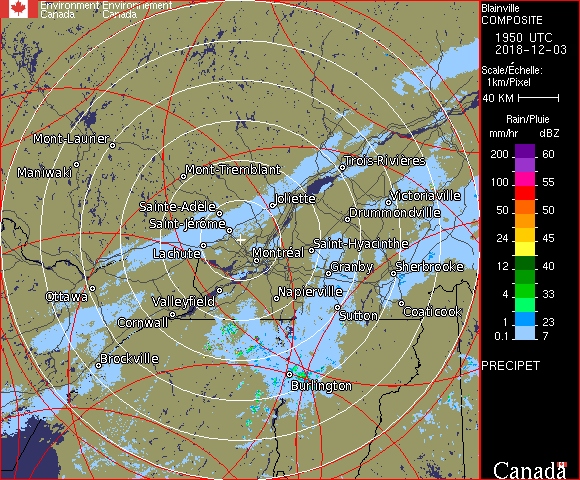 Environment Environnement
Canada Canada
Blainville
COMPOSITE
1950 UTC
2018-12-03
Scale/Échelle:
1km/Pixel
40 KM
Rain/Pluie
mm/hr dBZ
200 60
100 55
50 50
24 45
12 40
4 33
1 23
0.1 7
PRECIPET
Canada
Mont-Laurier
Maniwaki
Mont-Tremblant
Trois-Rivières
Joliette
Victoriaville
Sainte-Adèle
Drummondville
Saint-Jérôme
Lachute
Montréal
Saint-Hyacinthe
Granby
Sherbrooke
Ottawa
Valleyfield
Napierville
Cornwall
Sutton
Coaticook
Brockville
Burlington